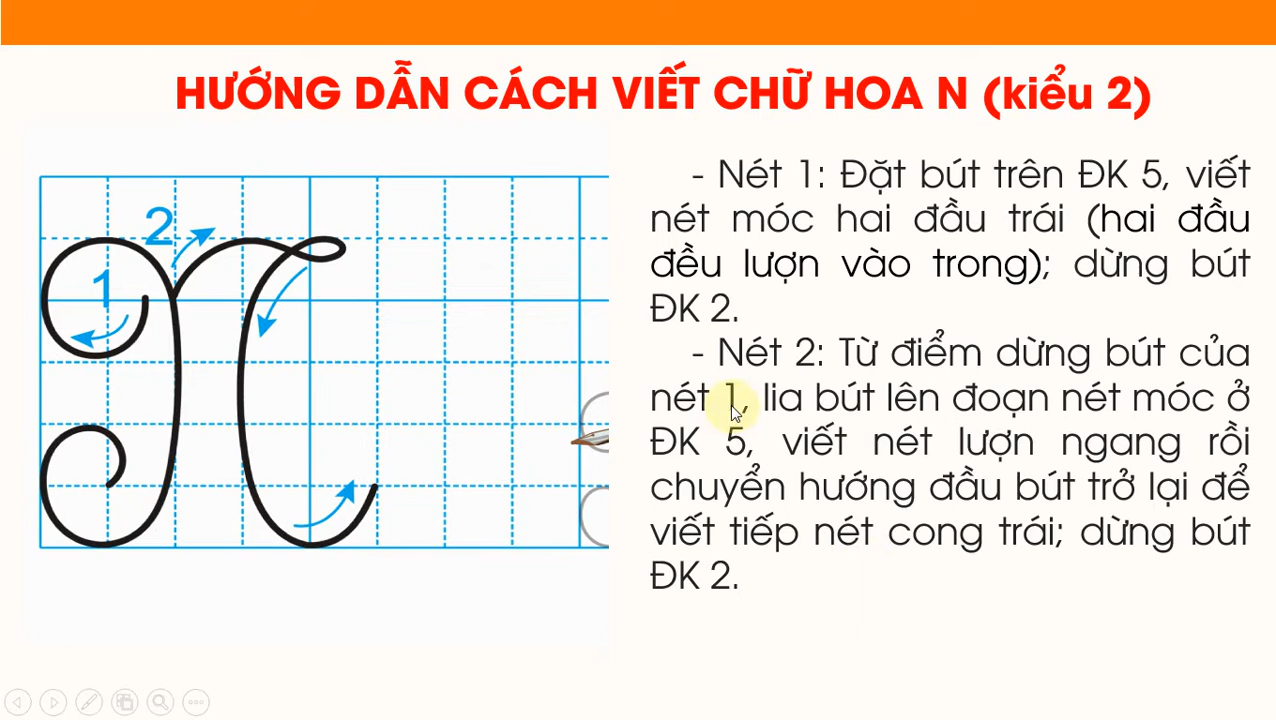 HƯỚNG DẪN CÁCH VIẾT CHỮ HOA N (kiểu 2)
2
1
- Nét 1: Đặt bút trên ĐK 5, viết
nét móc hai đầu trái (hai đầu
đều lượn vào trong); dừng bút
ĐK 2.
- Nét 2: Từ điểm dừng bút của
nét 1, lia bút lên đoạn nét móc ở
ĐK 5, viết nét lượn ngang rồi
chuyển hướng đầu bút trở lại để
viết tiếp nét cong trái; dừng bút
ĐK 2.